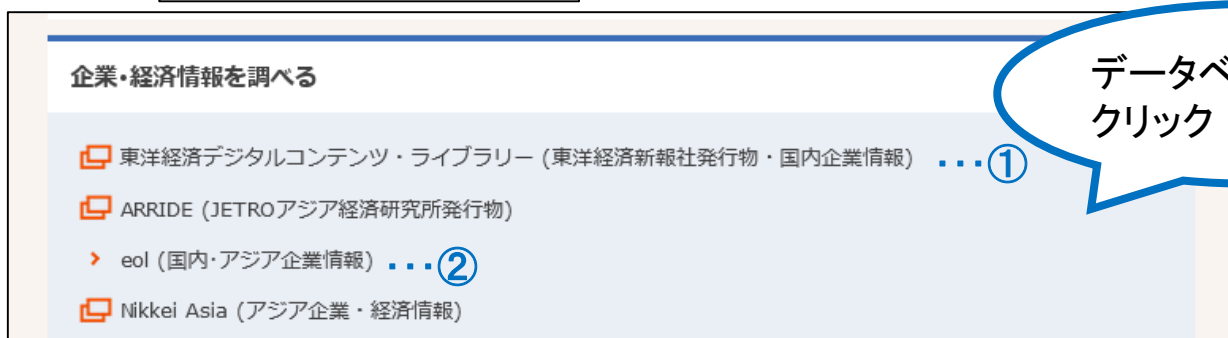 企業・経済情報を調べる
データベ
クリック
東洋経済デジタルコンテンツ・ライブラリー (東洋経済新報社発行物・国内企業情報) ・・・①
ARRIDE (JETROアジア経済研究所発行物)
eol (国内・アジア企業情報) ・・・②
Nikkei Asia (アジア企業・経済情報)